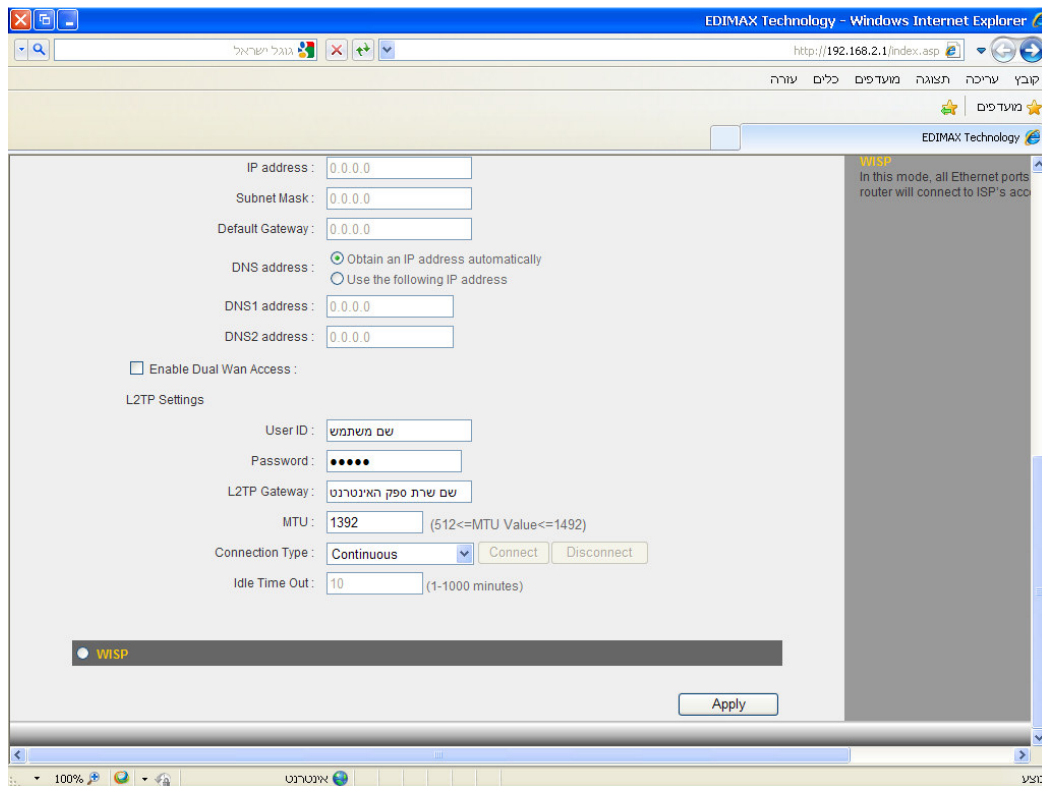 EDIMAX Technology - Windows Internet Explorer
גוגל ישראל
http://192.168.2.1/index.asp
קובץ עריכה תצוגה מועדפים כלים עזרה
מועדפים
EDIMAX Technology
IP address : 0.0.0.0
Subnet Mask : 0.0.0.0
Default Gateway : 0.0.0.0
DNS address : Obtain an IP address automatically
Use the following IP address
DNS1 address : 0.0.0.0
DNS2 address : 0.0.0.0
Enable Dual Wan Access :
L2TP Settings
User ID : שם משתמש
Password : •••••
L2TP Gateway : שם שרת ספק האינטרנט
MTU : 1392 (512<=MTU Value<=1492)
Connection Type : Continuous Connect Disconnect
Idle Time Out : 10 (1-1000 minutes)
WISP
Apply
WISP
In this mode, all Ethernet ports
router will connect to ISP's
100%
אינטרנט